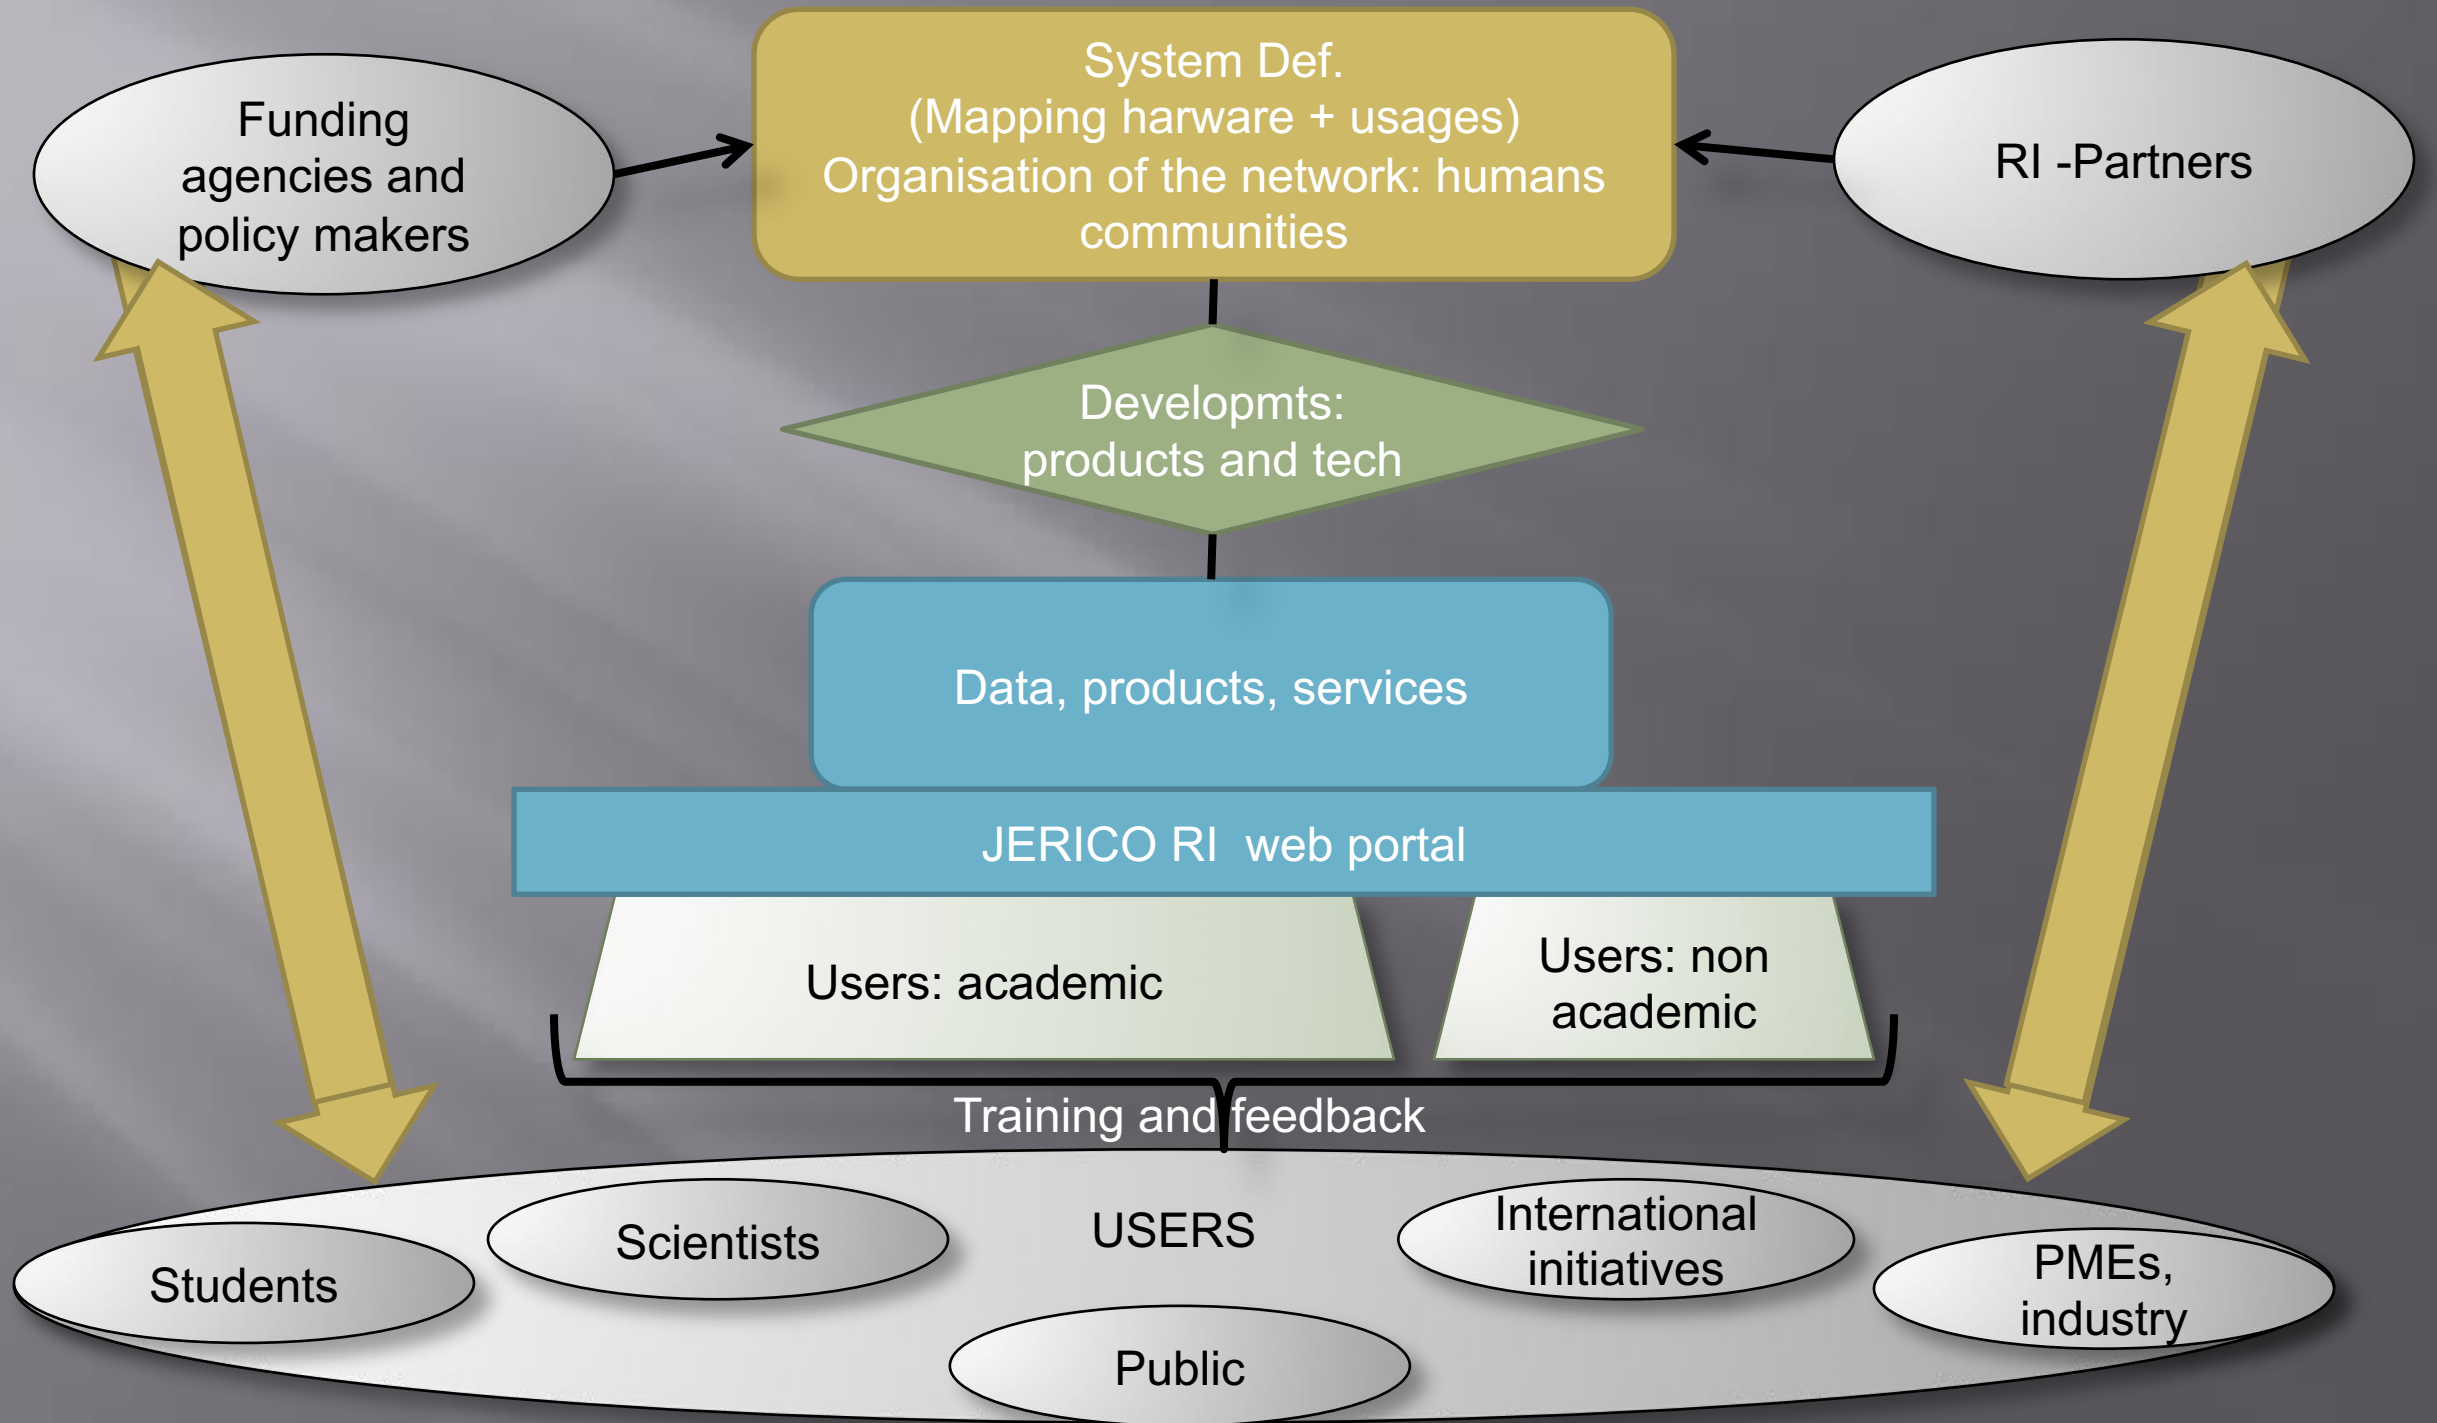 Funding
agencies and
policy makers
System Def.
(Mapping harware + usages)
Organisation of the network: humans
communities
RI -Partners
Developmts:
products and tech
Data, products, services
JERICO RI  web portal
Users: academic
Users: non
academic
Training and feedback
USERS
Students
Scientists
Public
International
initiatives
PMEs,
industry